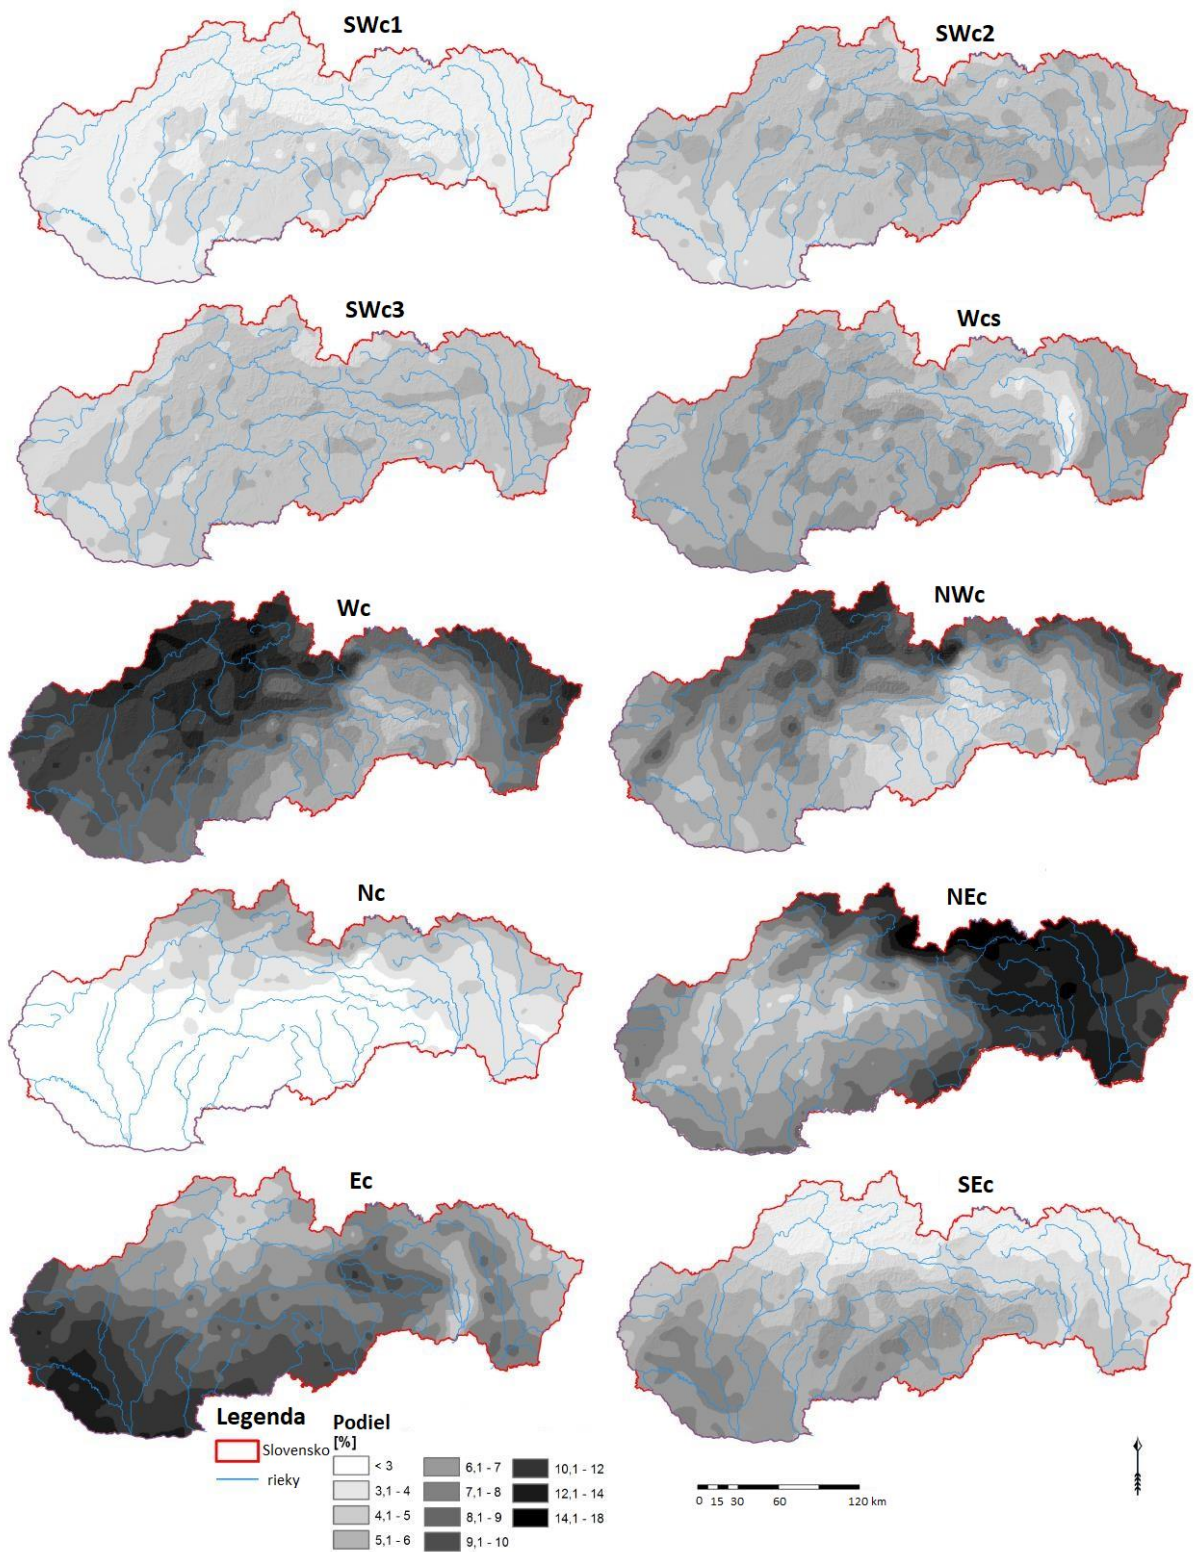 SWc1
SWc2
SWc3
Wcs
Wc
NWc
Nc
NEc
Ec
SEc
Legenda
Slovensko
rieky
Podiel
[%]
< 3
3,1 - 4
4,1 - 5
5,1 - 6
6,1 - 7
7,1 - 8
8,1 - 9
9,1 - 10
10,1 - 12
12,1 - 14
14,1 - 18
0 15 30 60 120 km